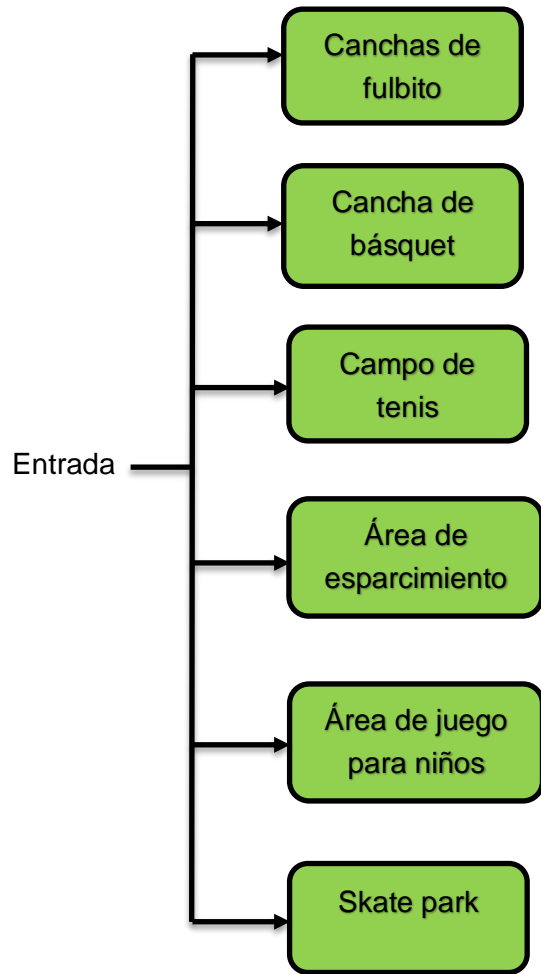 Canchas de
fulbito
Cancha de
básquet
Campo de
tenis
Entrada
Área de
esparcimiento
Área de juego
para niños
Skate park